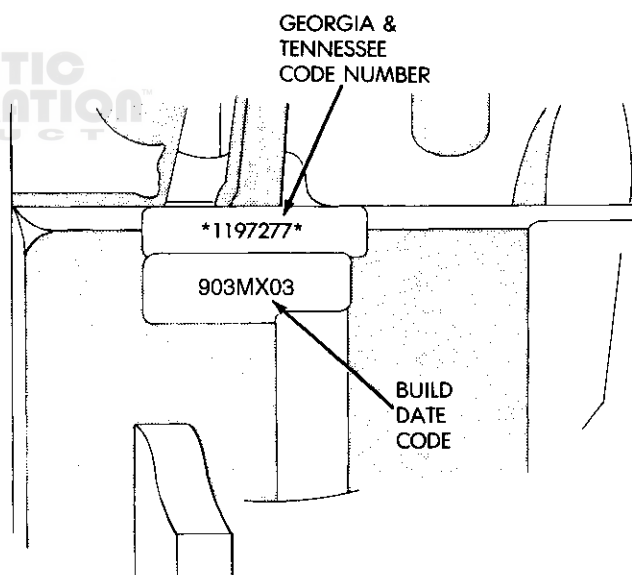 GEORGIA &
TENNESSEE
CODE NUMBER
*1197277*
903MX03
BUILD
DATE
CODE